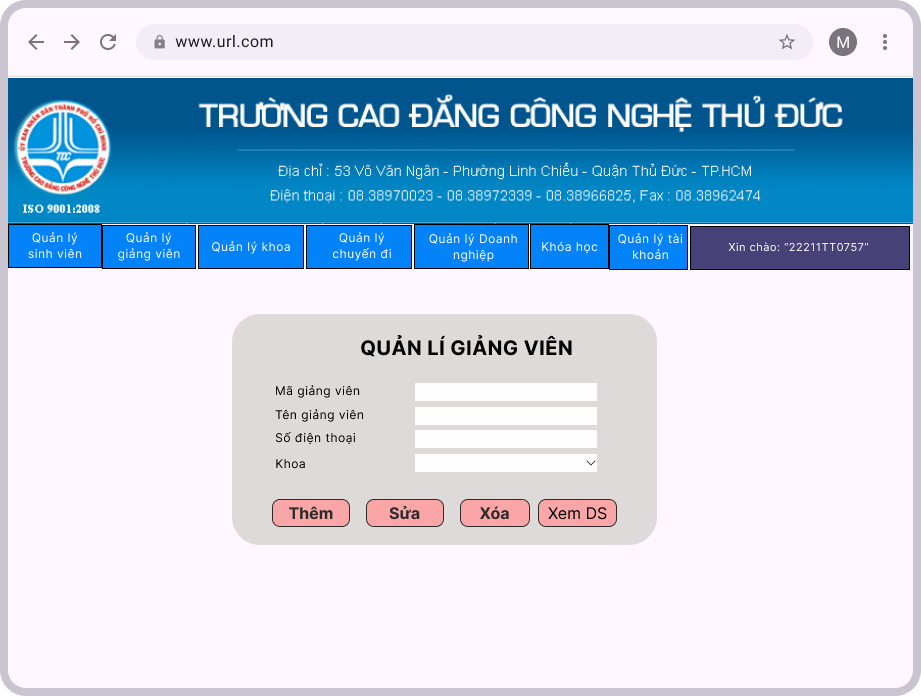 www.url.com
M
TRƯỜNG CAO ĐẲNG CÔNG NGHỆ THỦ ĐỨC
Địa chỉ : 53 Võ Văn Ngân - Phường Linh Chiểu - Quận Thủ Đức - TP.HCM
Điện thoại : 08.38970023 - 08.38972339 - 08.38966825, Fax : 08.38962474
ỦY BAN NHÂN DÂN THÀNH PHỐ HỒ CHÍ MINH
TDC
TRƯỜNG CAO ĐẲNG CÔNG NGHỆ THỦ ĐỨC
ISO 9001:2008
Quản lý
sinh viên
Quản lý
giảng viên
Quản lý khoa
Quản lý
chuyến đi
Quản lý Doanh
nghiệp
Khóa học
Quản lý tài
khoản
Xin chào: “22211TT0757”
QUẢN LÍ GIẢNG VIÊN
Mã giảng viên
Tên giảng viên
Số điện thoại
Khoa
Thêm
Sửa
Xóa
Xem DS